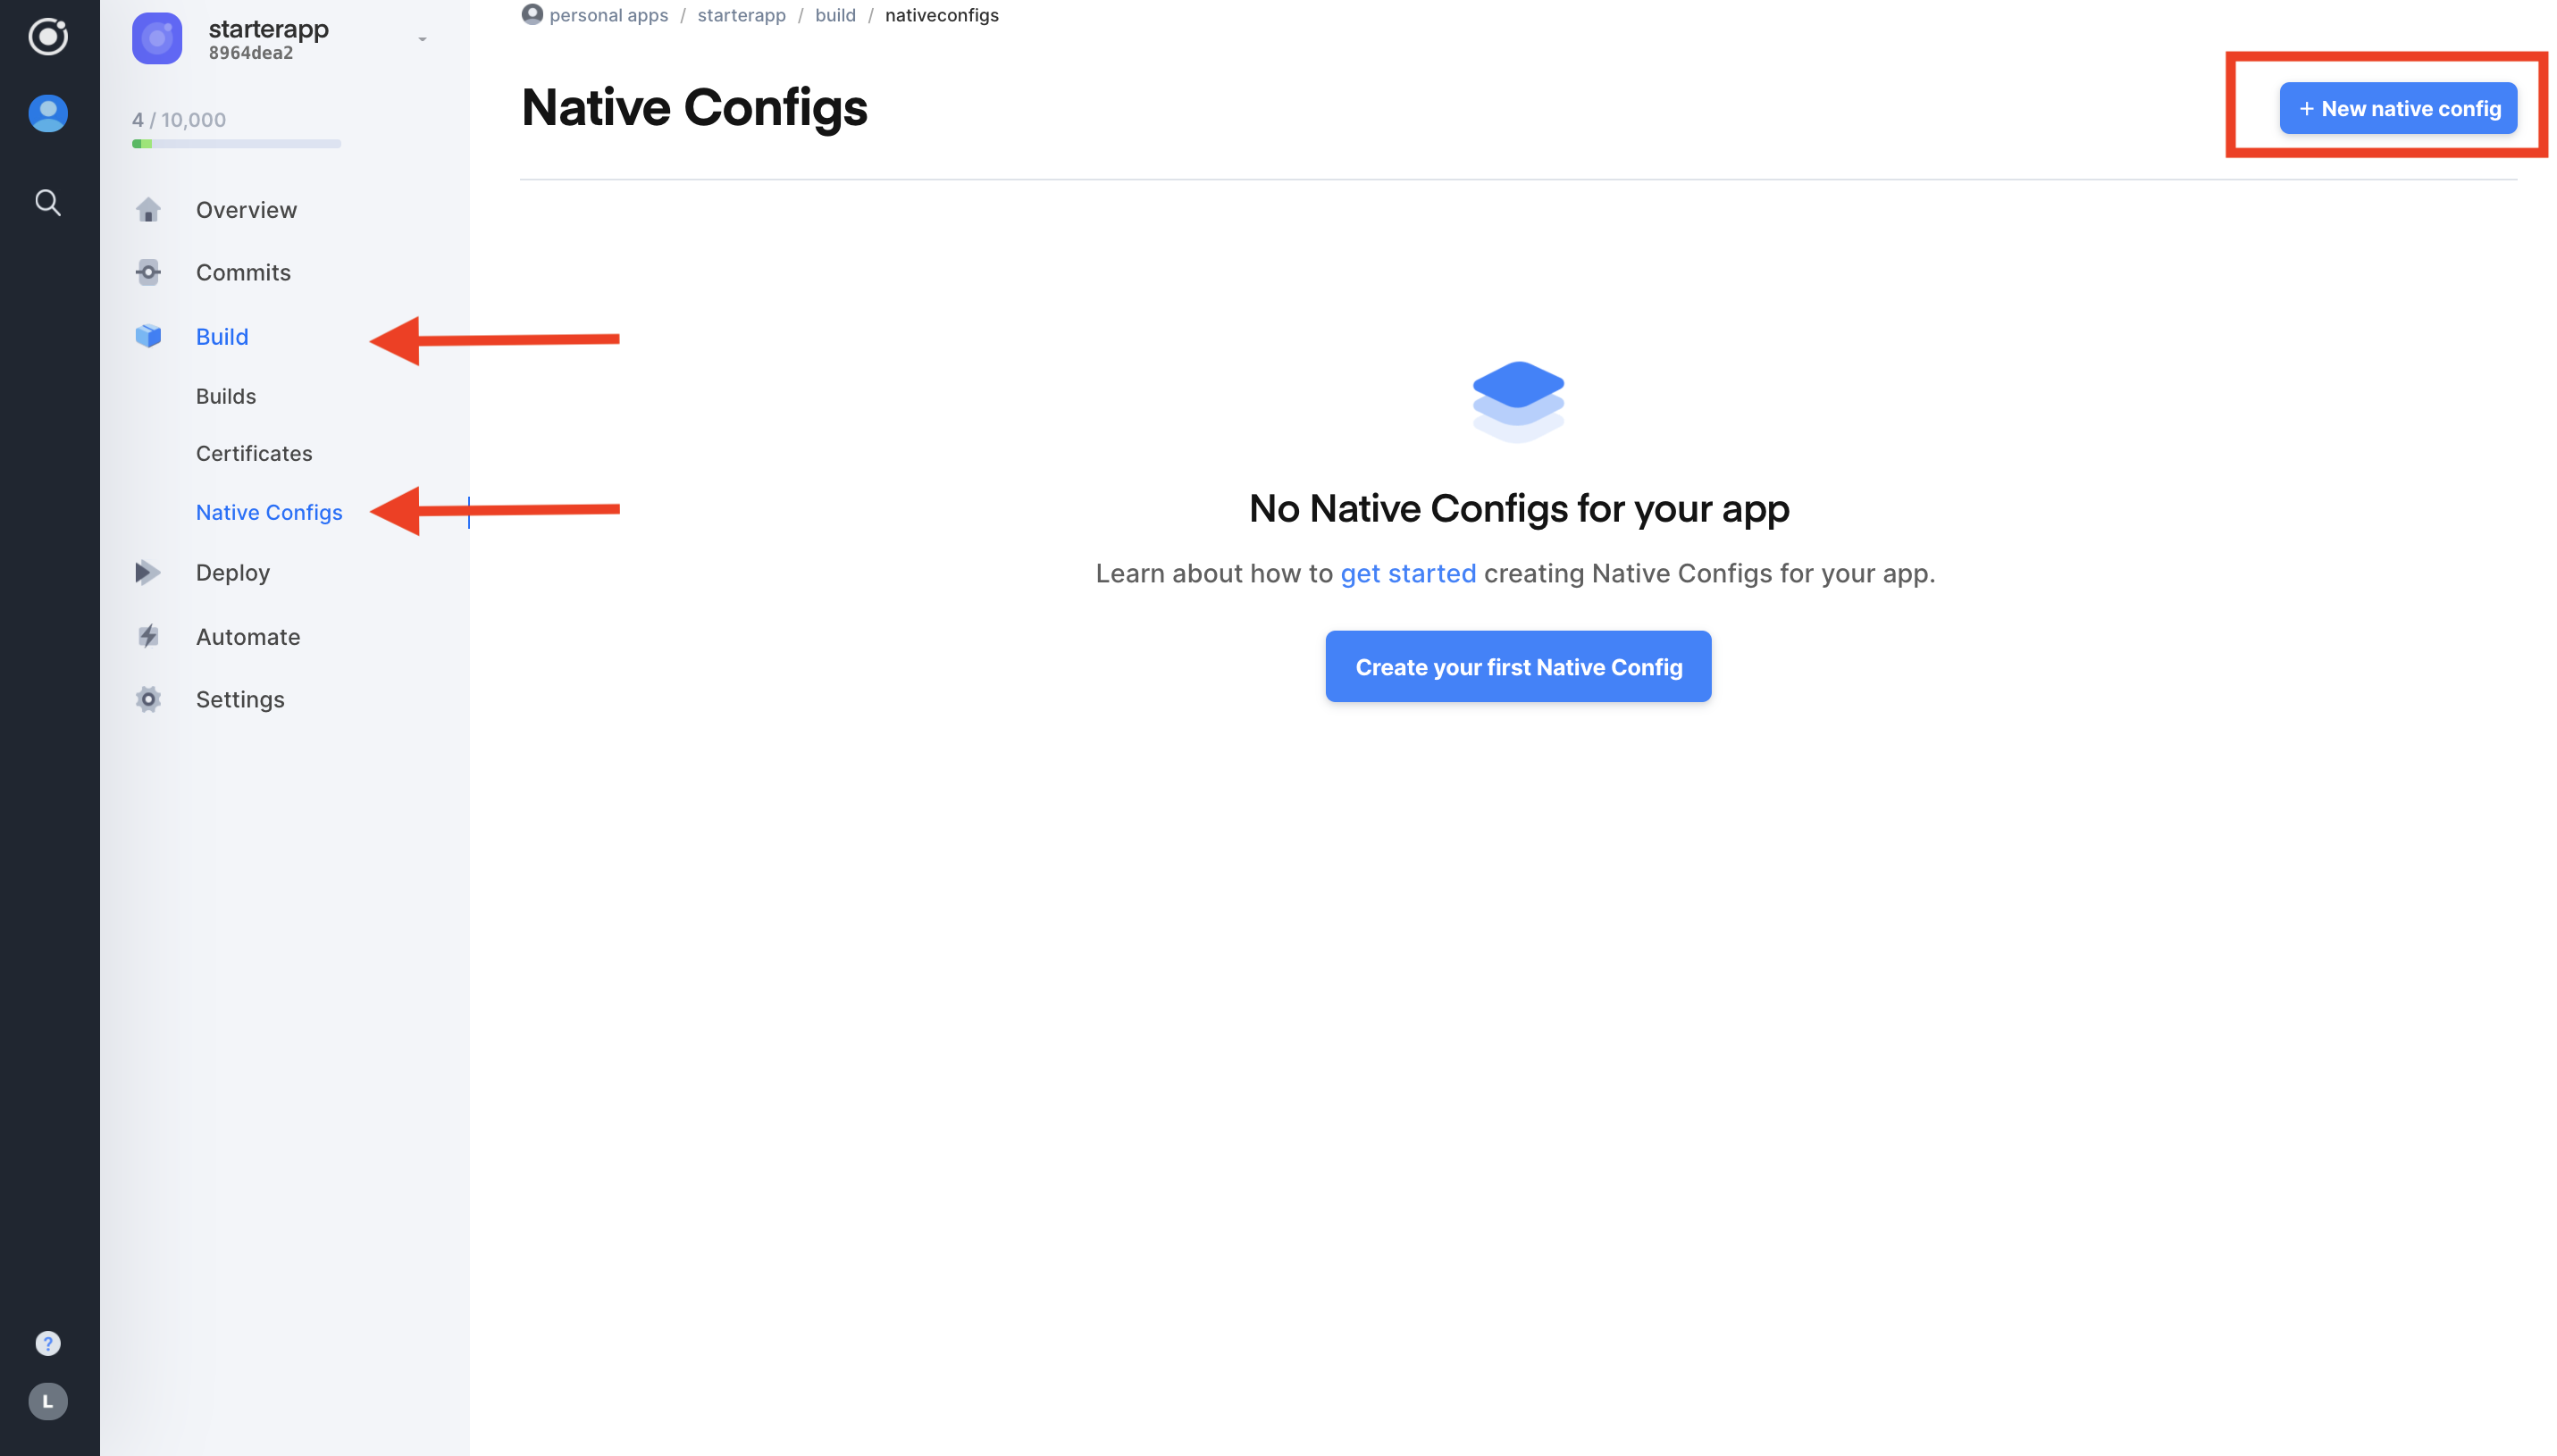 starterapp
8964dea2
4 / 10,000
Overview
Commits
Build
Builds
Certificates
Native Configs
Deploy
Automate
Settings
?
L
personal apps / starterapp / build / nativeconfigs
Native Configs
+ New native config
No Native Configs for your app
Learn about how to get started creating Native Configs for your app.
Create your first Native Config